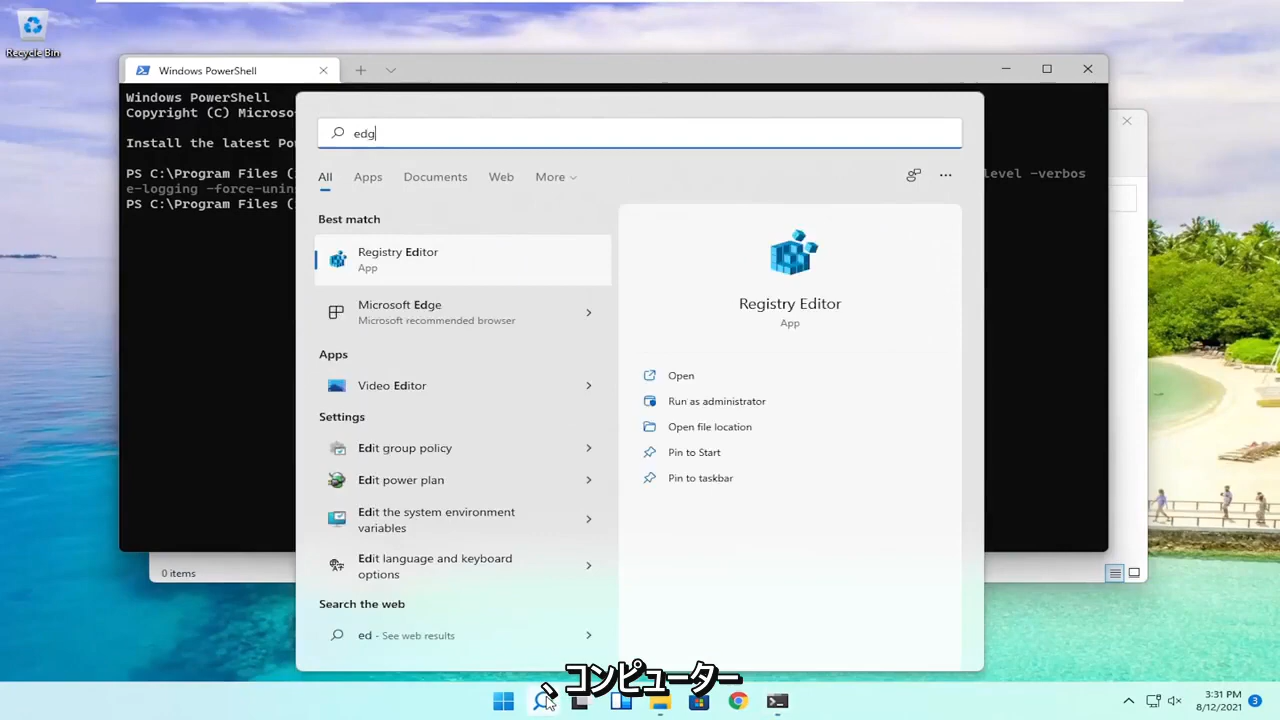 Recycle Bin
Windows PowerShell
Windows PowerShell
Copyright (C) Microso
Install the latest Po
PS C:\Program Files (
level -verbos
e-logging -force-unins
PS C:\Program Files (
edg
All Apps Documents Web More
Best match
Registry Editor
App
Microsoft Edge
Microsoft recommended browser
Apps
Video Editor
Settings
Edit group policy
Edit power plan
Edit the system environment
variables
Edit language and keyboard
options
Search the web
ed - See web results
Registry Editor
App
Open
Run as administrator
Open file location
Pin to Start
Pin to taskbar
0 items
、コンピューター
3:31 PM
8/12/2021
3